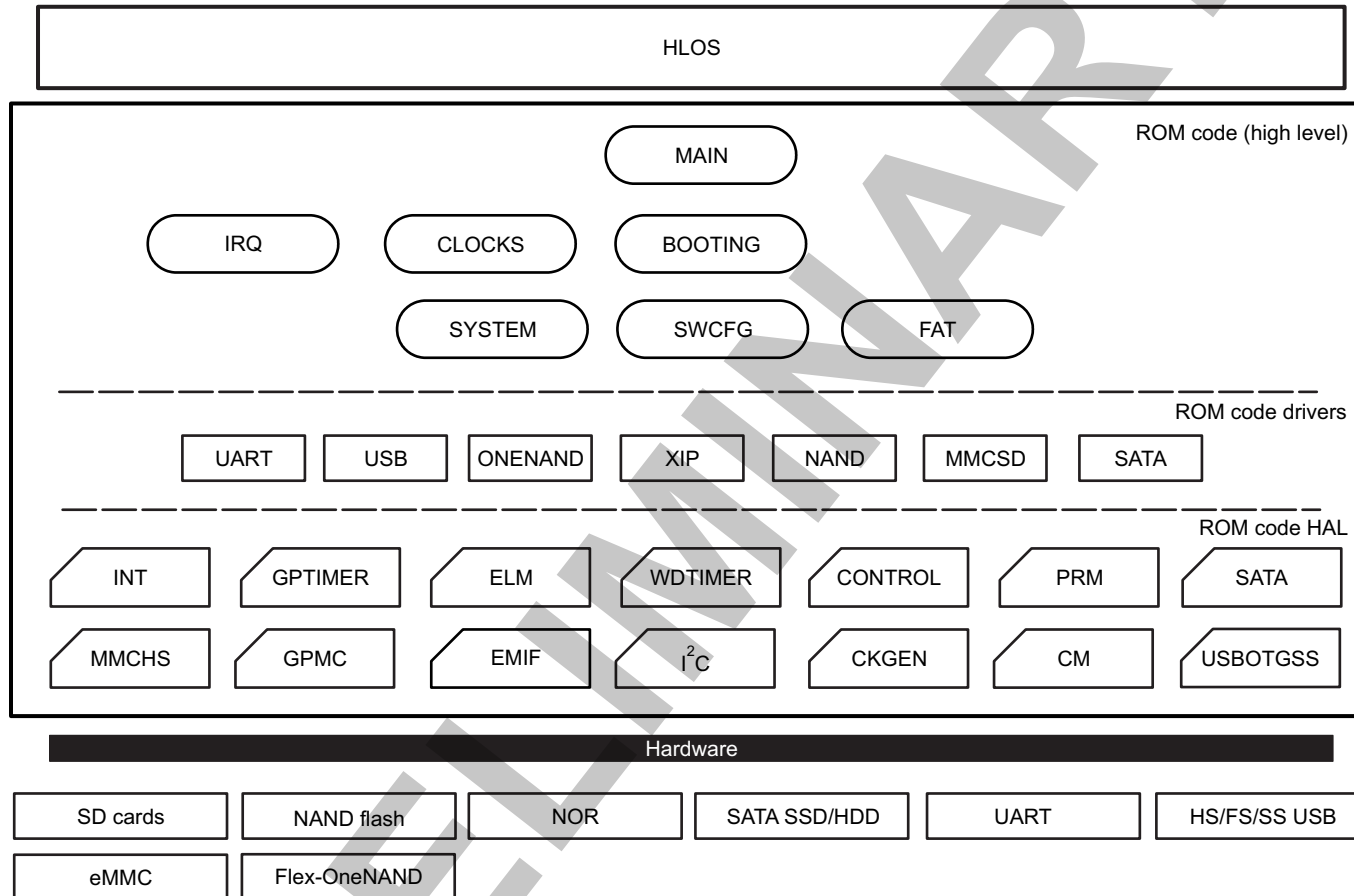 HLOS
ROM code (high level)
MAIN
IRQ
CLOCKS
BOOTING
SYSTEM
SWCFG
FAT
ROM code drivers
UART
USB
ONENAND
XIP
NAND
MMCSD
SATA
ROM code HAL
INT
GPTIMER
ELM
WDTIMER
CONTROL
PRM
SATA
MMCHS
GPMC
EMIF
I²C
CKGEN
CM
USBOTGSS
Hardware
SD cards
NAND flash
NOR
SATA SSD/HDD
UART
HS/FS/SS USB
eMMC
Flex-OneNAND
ELIMINAR